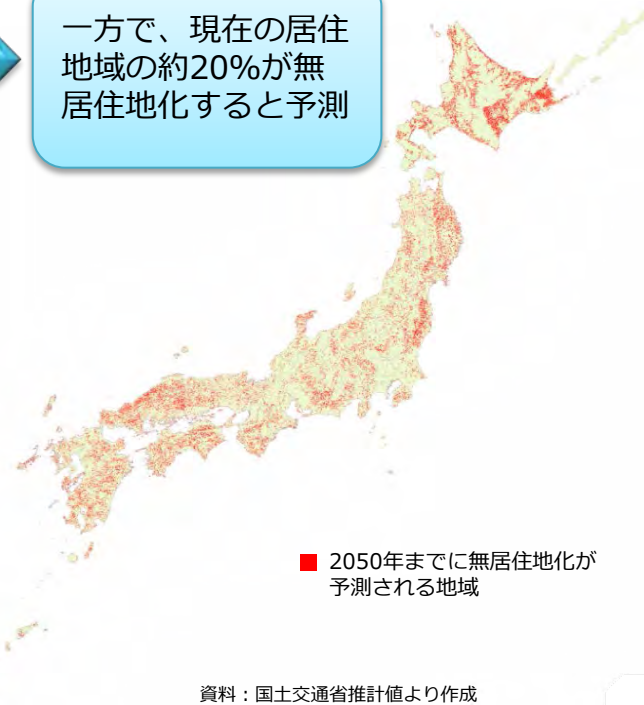 一方で、現在の居住
地域の約20%が無
居住地化すると予測
2050年までに無居住地化が
予測される地域
資料：国土交通省推計値より作成